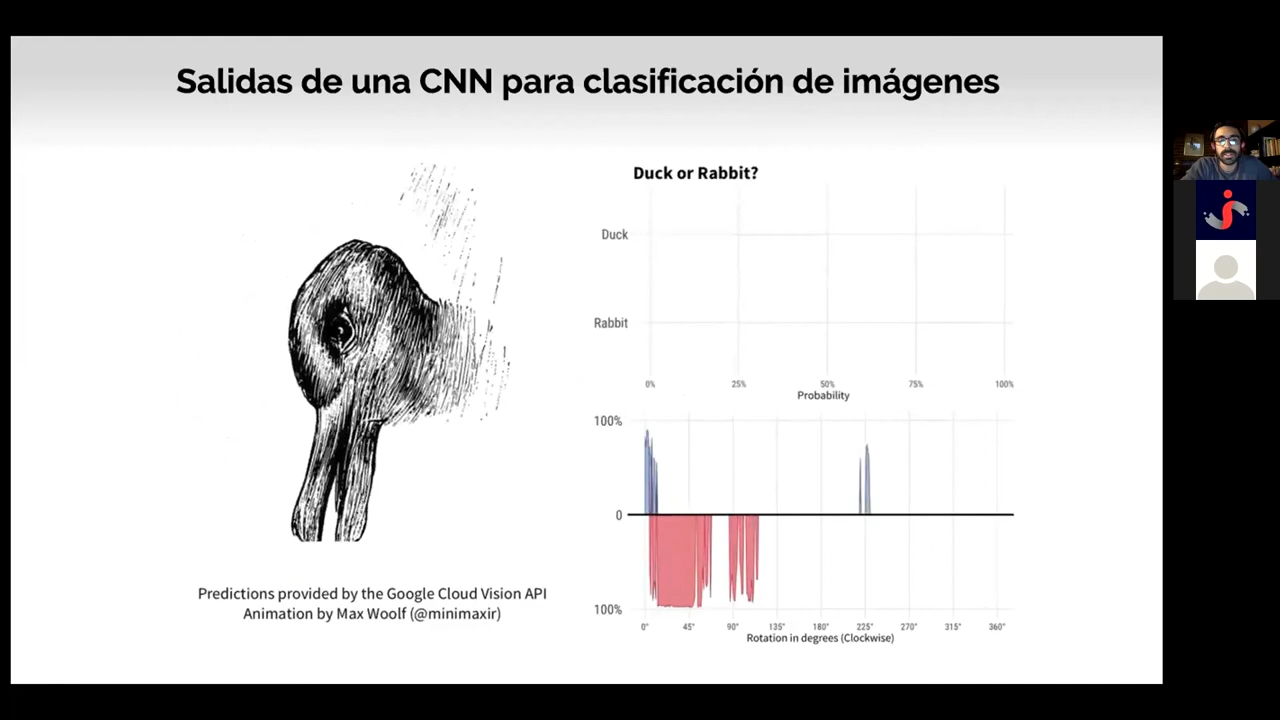 Salidas de una CNN para clasificación de imágenes
Duck or Rabbit?
Duck
Rabbit
0%
25%
50%
75%
100%
Probability
100%
0
100%
0°
45°
90°
135°
180°
225°
270°
315°
360°
Rotation in degrees (Clockwise)
Predictions provided by the Google Cloud Vision API
Animation by Max Woolf (@minimaxir)